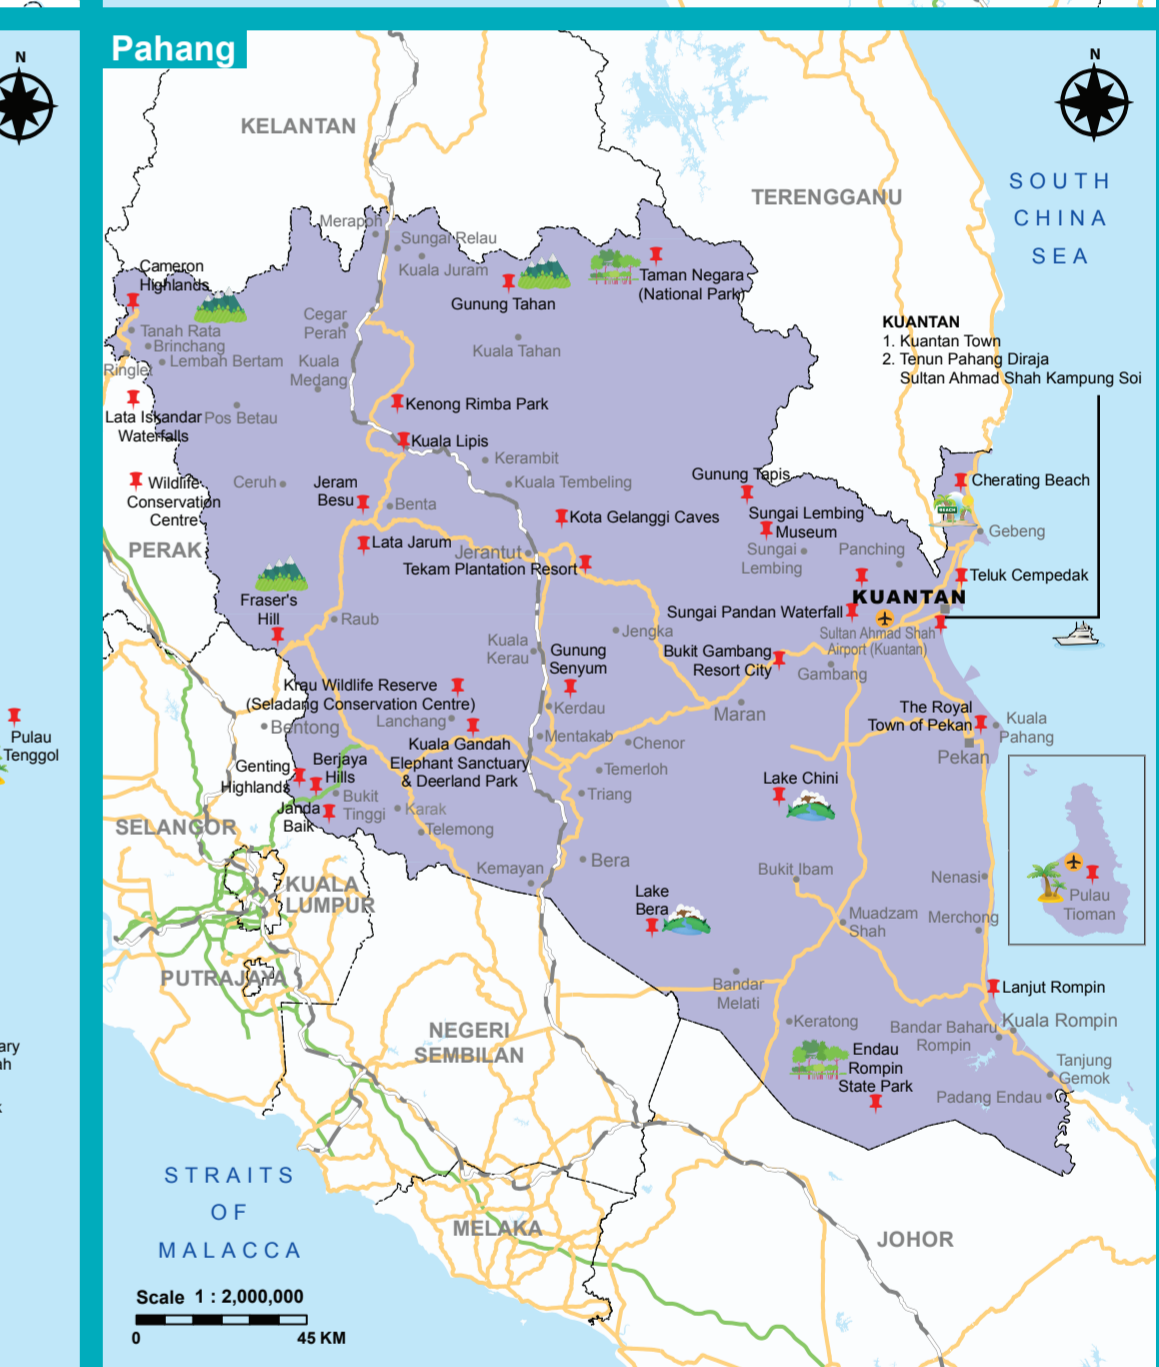 Pahang
N
N
KELANTAN
TERENGGANU
SOUTH
CHINA
SEA
Merapoh
Sungai Relau
Kuala Juram
Cameron
Highlands
Gunung Tahan
Taman Negara
(National Park)
Cegar
Perah
Tanah Rata
Brinchang
Lembah Bertam
Ringlet
Kuala
Medang
Kuala Tahan
KUANTAN
1. Kuantan Town
2. Tenun Pahang Diraja
Sultan Ahmad Shah Kampung Soi
Lata Iskandar
Waterfalls
Pos Betau
Kenong Rimba Park
Kuala Lipis
Kerambit
Wildlife
Conservation
Centre
Ceruh
Jeram
Besu
Benta
Kuala Tembeling
Gunung Tapis
Cherating Beach
BEACH
Kota Gelanggi Caves
Sungai Lembing
Museum
Gebeng
PERAK
Lata Jarum
Jerantut
Tekam Plantation Resort
Sungai
Lembing
Panching
Teluk Cempedak
KUANTAN
Fraser's
Hill
Raub
Sungai Pandan Waterfall
Sultan Ahmad Shah
Airport (Kuantan)
Kuala
Kerau
Jengka
Gunung
Senyum
Bukit Gambang
Resort City
Gambang
Krau Wildlife Reserve
(Seladang Conservation Centre)
Kerdau
Maran
The Royal
Town of Pekan
Kuala
Pahang
Pekan
Pulau
Tenggol
Bentong
Lanchang
Mentakab
Chenor
Kuala Gandah
Elephant Sanctuary
& Deerland Park
Genting
Highlands
Berjaya
Hills
Temerloh
Lake Chini
Janda
Baik
Bukit
Tinggi
Karak
Triang
Telemong
SELANGOR
Kemayan
Bera
Bukit Ibam
Nenasi
Pulau
Tioman
KUALA
LUMPUR
Lake
Bera
Muadzam
Shah
Merchong
PUTRAJAYA
Bandar
Melati
Lanjut Rompin
NEGERI
SEMBILAN
Keratong
Bandar Baharu
Rompin
Kuala Rompin
Endau
Rompin
State Park
Tanjung
Gemok
Padang Endau
ary
ah
STRAITS
OF
MALACCA
MELAKA
JOHOR
Scale 1 : 2,000,000
0
45 KM